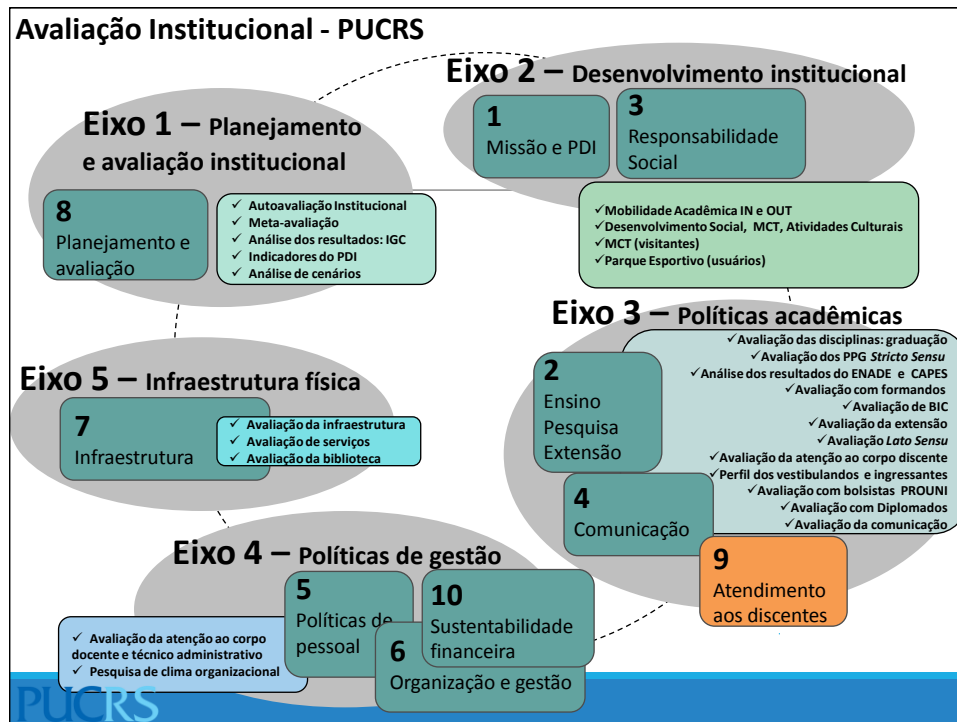 Avaliação Institucional - PUCRS
Eixo 1 – Planejamento
e avaliação institucional
8
Planejamento e
avaliação
✓ Autoavaliação Institucional
✓ Meta-avaliação
✓ Análise dos resultados: IGC
✓ Indicadores do PDI
✓ Análise de cenários
Eixo 2 – Desenvolvimento institucional
1
Missão e PDI
3
Responsabilidade
Social
✓Mobilidade Acadêmica IN e OUT
✓Desenvolvimento Social, MCT, Atividades Culturais
✓MCT (visitantes)
✓Parque Esportivo (usuários)
Eixo 3 – Políticas acadêmicas
2
Ensino
Pesquisa
Extensão
✓Avaliação das disciplinas: graduação
✓Avaliação dos PPG Stricto Sensu
✓Análise dos resultados do ENADE e CAPES
✓Avaliação com formandos
✓Avaliação de BIC
✓Avaliação da extensão
✓Avaliação Lato Sensu
✓Avaliação da atenção ao corpo discente
✓Perfil dos vestibulandos e ingressantes
✓Avaliação com bolsistas PROUNI
✓Avaliação com Diplomados
✓Avaliação da comunicação
4
Comunicação
9
Atendimento
aos discentes
Eixo 5 – Infraestrutura física
7
Infraestrutura
✓ Avaliação da infraestrutura
✓ Avaliação de serviços
✓ Avaliação da biblioteca
Eixo 4 – Políticas de gestão
5
Políticas de
pessoal
10
Sustentabilidade
financeira
6
Organização e gestão
✓ Avaliação da atenção ao corpo
docente e técnico administrativo
✓ Pesquisa de clima organizacional
PUCRS